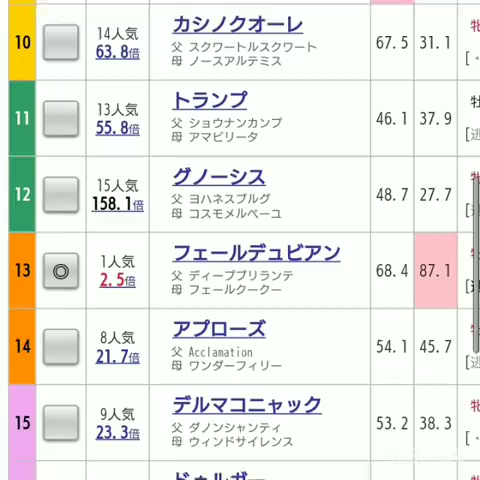 10
14人気
63.8倍
カシノクオーレ
父 スクワートルスクワート
母 ノースアルテミス
67.5
31.1
11
13人気
55.8倍
トランプ
父 ショウナンカンプ
母 アマビリータ
46.1
37.9
12
15人気
158.1倍
グノーシス
父 ヨハネスブルグ
母 コスモメルベーユ
48.7
27.7
13
◎
1人気
2.5倍
フェールデュビアン
父 ディープブリランテ
母 フェールクークー
68.4
87.1
14
8人気
21.7倍
アプローズ
父 Acclamation
母 ワンダーフィリー
54.1
45.7
15
9人気
23.3倍
デルマコニャック
父 ダノンシャンティ
母 ウィンドサイレンス
53.2
38.3